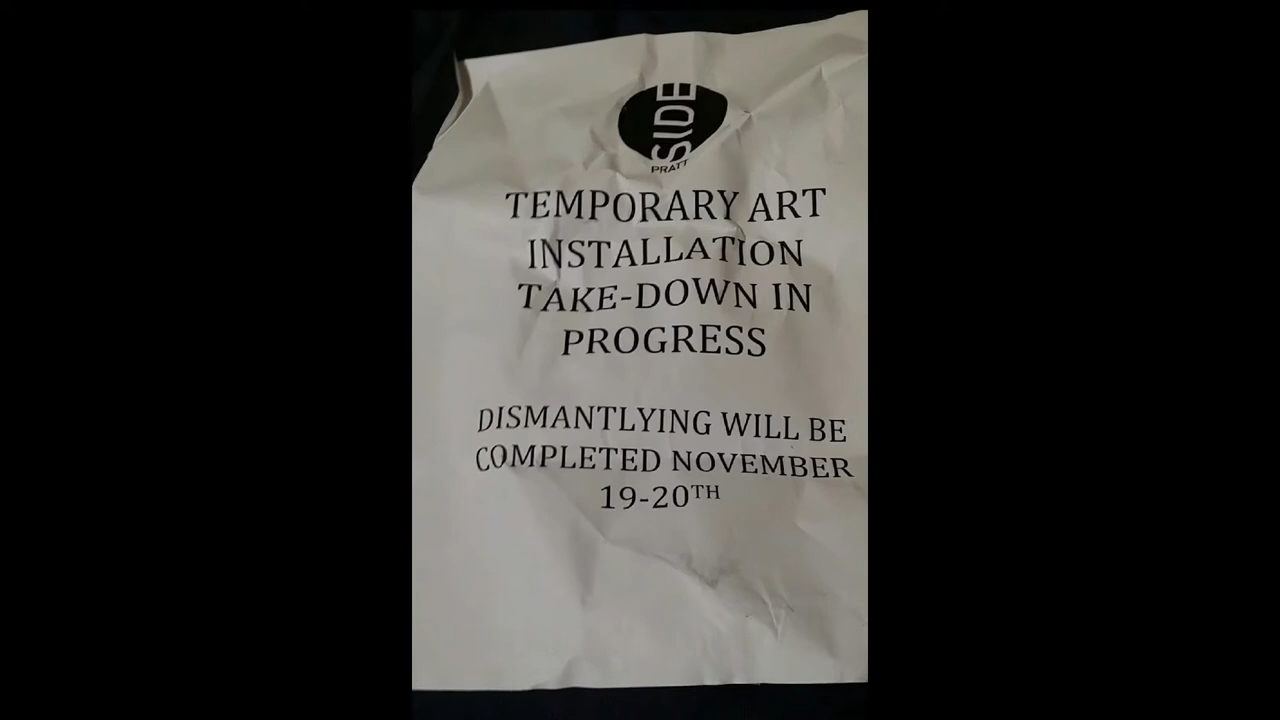 SIDE
PRATT
TEMPORARY ART
INSTALLATION
TAKE-DOWN IN
PROGRESS
DISMANTLYING WILL BE
COMPLETED NOVEMBER
19-20TH